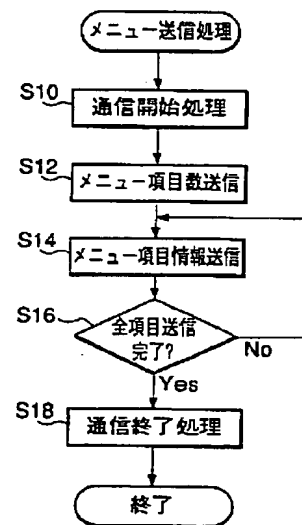 メニュー送信処理
S10
通信開始処理
S12
メニュー項目数送信
S14
メニュー項目情報送信
S16
全項目送信
完了?
No
Yes
S18
通信終了処理
終了